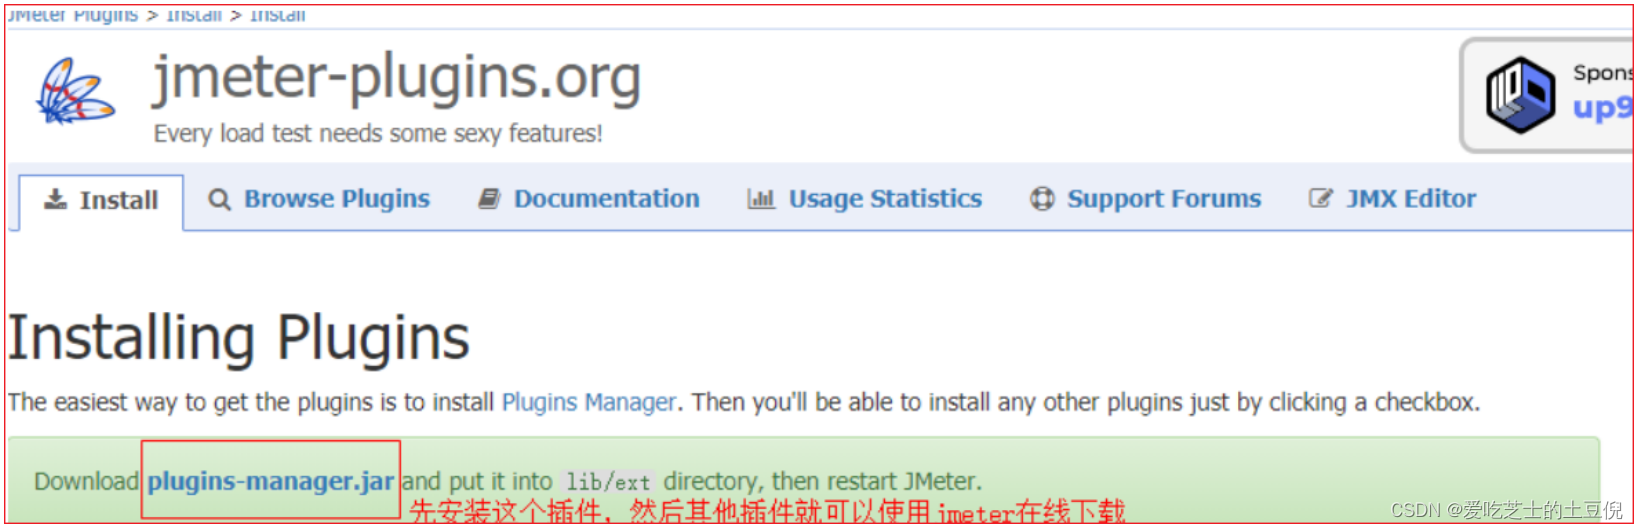 JMeter Plugins > Install > Install
jmeter-plugins.org
Every load test needs some sexy features!
Spons
up9
Install Browse Plugins Documentation Usage Statistics Support Forums JMX Editor
Installing Plugins
The easiest way to get the plugins is to install Plugins Manager. Then you'll be able to install any other plugins just by clicking a checkbox.
Download plugins-manager.jar and put it into lib/ext directory, then restart JMeter.
先安装这个插件，然后其他插件就可以使用jmeter在线下载
CSDN @爱吃芝士的土豆倪